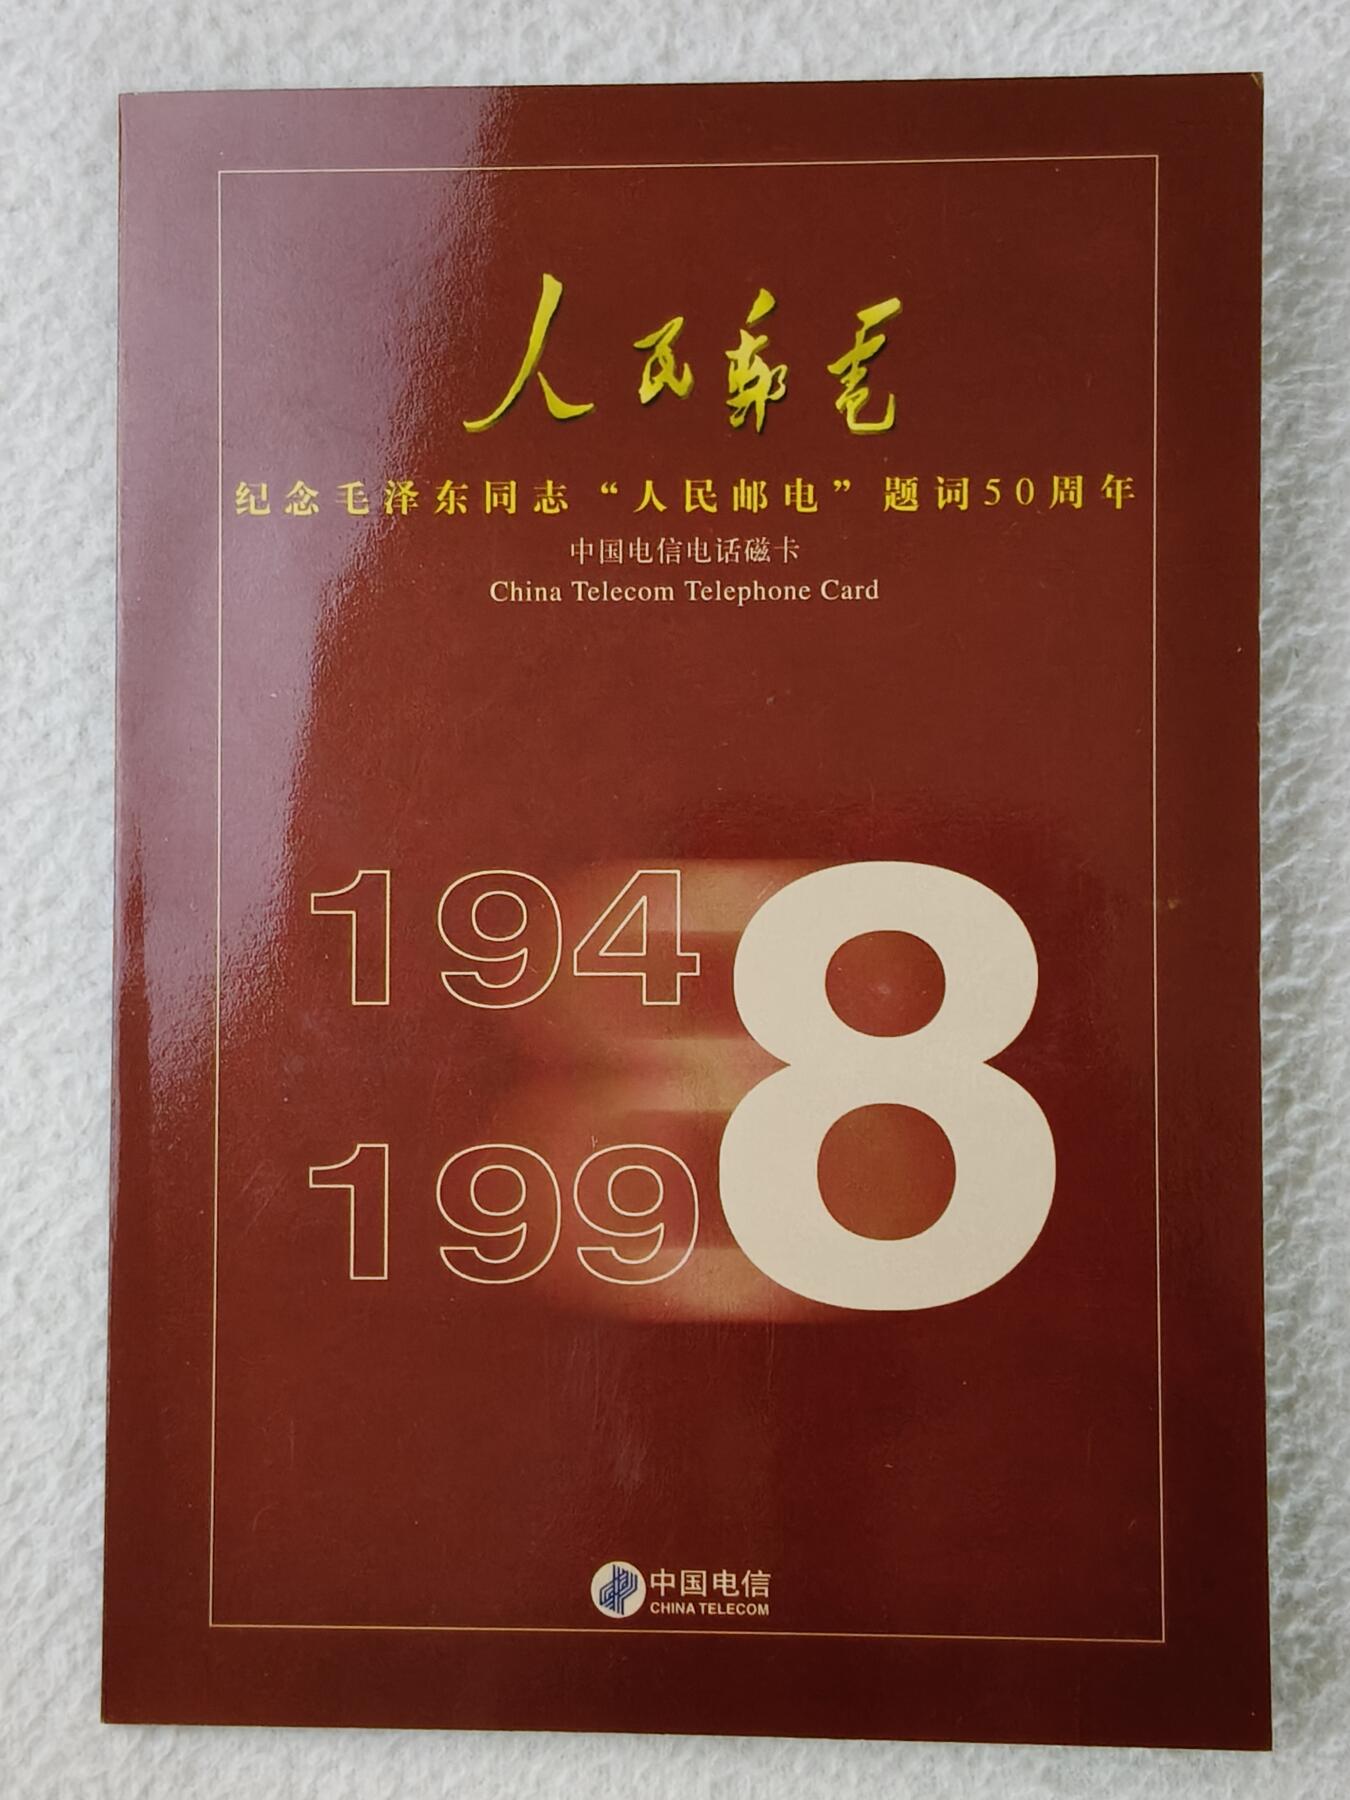 人民邮電
纪念毛泽东同志“人民邮电”题词50周年
中国电信电话磁卡
China Telecom Telephone Card
1948
1998
中国电信
CHINA TELECOM